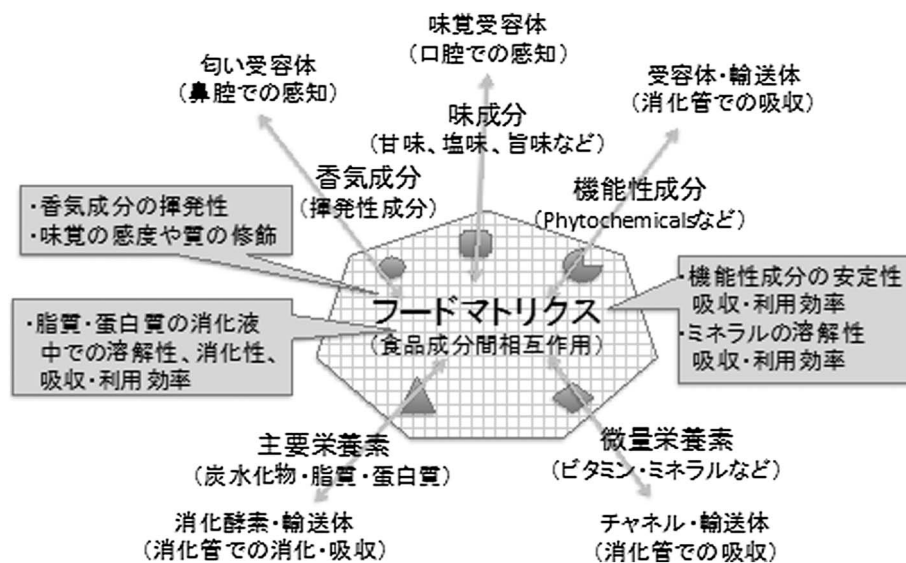 味覚受容体
(口腔での感知)
匂い受容体
(鼻腔での感知)
受容体・輸送体
(消化管での吸収)
味成分
(甘味、塩味、旨味など)
香気成分
(揮発性成分)
機能性成分
(Phytochemicalsなど)
・香気成分の揮発性
・味覚の感度や質の修飾
・脂質・蛋白質の消化液
中での溶解性、消化性、
吸収・利用効率
フードマトリクス
(食品成分間相互作用)
・機能性成分の安定性
吸収・利用効率
・ミネラルの溶解性
吸収・利用効率
主要栄養素
(炭水化物・脂質・蛋白質)
微量栄養素
(ビタミン・ミネラルなど)
消化酵素・輸送体
(消化管での消化・吸収)
チャネル・輸送体
(消化管での吸収)